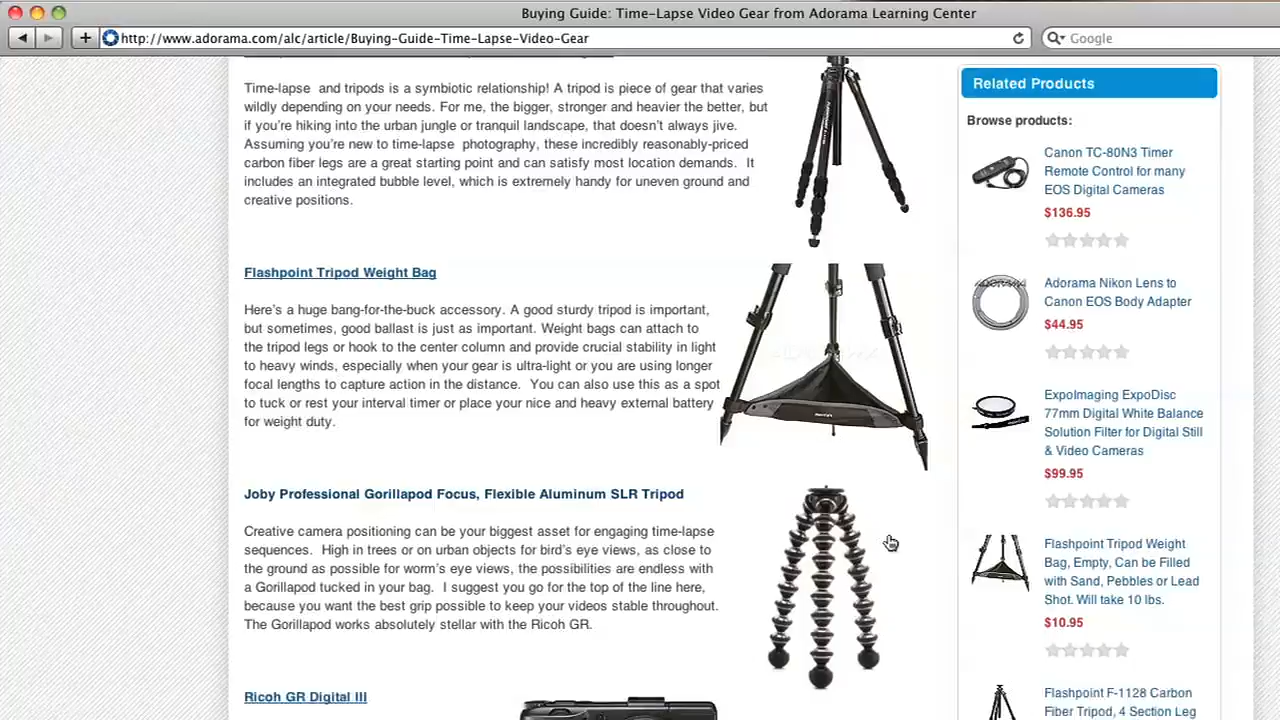 Buying Guide: Time-Lapse Video Gear from Adorama Learning Center
http://www.adorama.com/alc/article/Buying-Guide-Time-Lapse-Video-Gear
Google
Time-lapse and tripods is a symbiotic relationship! A tripod is piece of gear that varies
wildly depending on your needs. For me, the bigger, stronger and heavier the better, but
if you're hiking into the urban jungle or tranquil landscape, that doesn't always jive.
Assuming you're new to time-lapse photography, these incredibly reasonably-priced
carbon fiber legs are a great starting point and can satisfy most location demands. It
includes an integrated bubble level, which is extremely handy for uneven ground and
creative positions.
Flashpoint Tripod Weight Bag
Here's a huge bang-for-the-buck accessory. A good sturdy tripod is important,
but sometimes, good ballast is just as important. Weight bags can attach to
the tripod legs or hook to the center column and provide crucial stability in light
to heavy winds, especially when your gear is ultra-light or you are using longer
focal lengths to capture action in the distance. You can also use this as a spot
to tuck or rest your interval timer or place your nice and heavy external battery
for weight duty.
Joby Professional Gorillapod Focus, Flexible Aluminum SLR Tripod
Creative camera positioning can be your biggest asset for engaging time-lapse
sequences. High in trees or on urban objects for bird's eye views, as close to
the ground as possible for worm's eye views, the possibilities are endless with
a Gorillapod tucked in your bag. I suggest you go for the top of the line here,
because you want the best grip possible to keep your videos stable throughout.
The Gorillapod works absolutely stellar with the Ricoh GR.
Ricoh GR Digital III
Related Products
Browse products:
Canon TC-80N3 Timer
Remote Control for many
EOS Digital Cameras
$136.95
Adorama Nikon Lens to
Canon EOS Body Adapter
$44.95
ExpoImaging ExpoDisc
77mm Digital White Balance
Solution Filter for Digital Still
& Video Cameras
$99.95
Flashpoint Tripod Weight
Bag, Empty, Can be Filled
with Sand, Pebbles or Lead
Shot. Will take 10 lbs.
$10.95
Flashpoint F-1128 Carbon
Fiber Tripod, 4 Section Leg